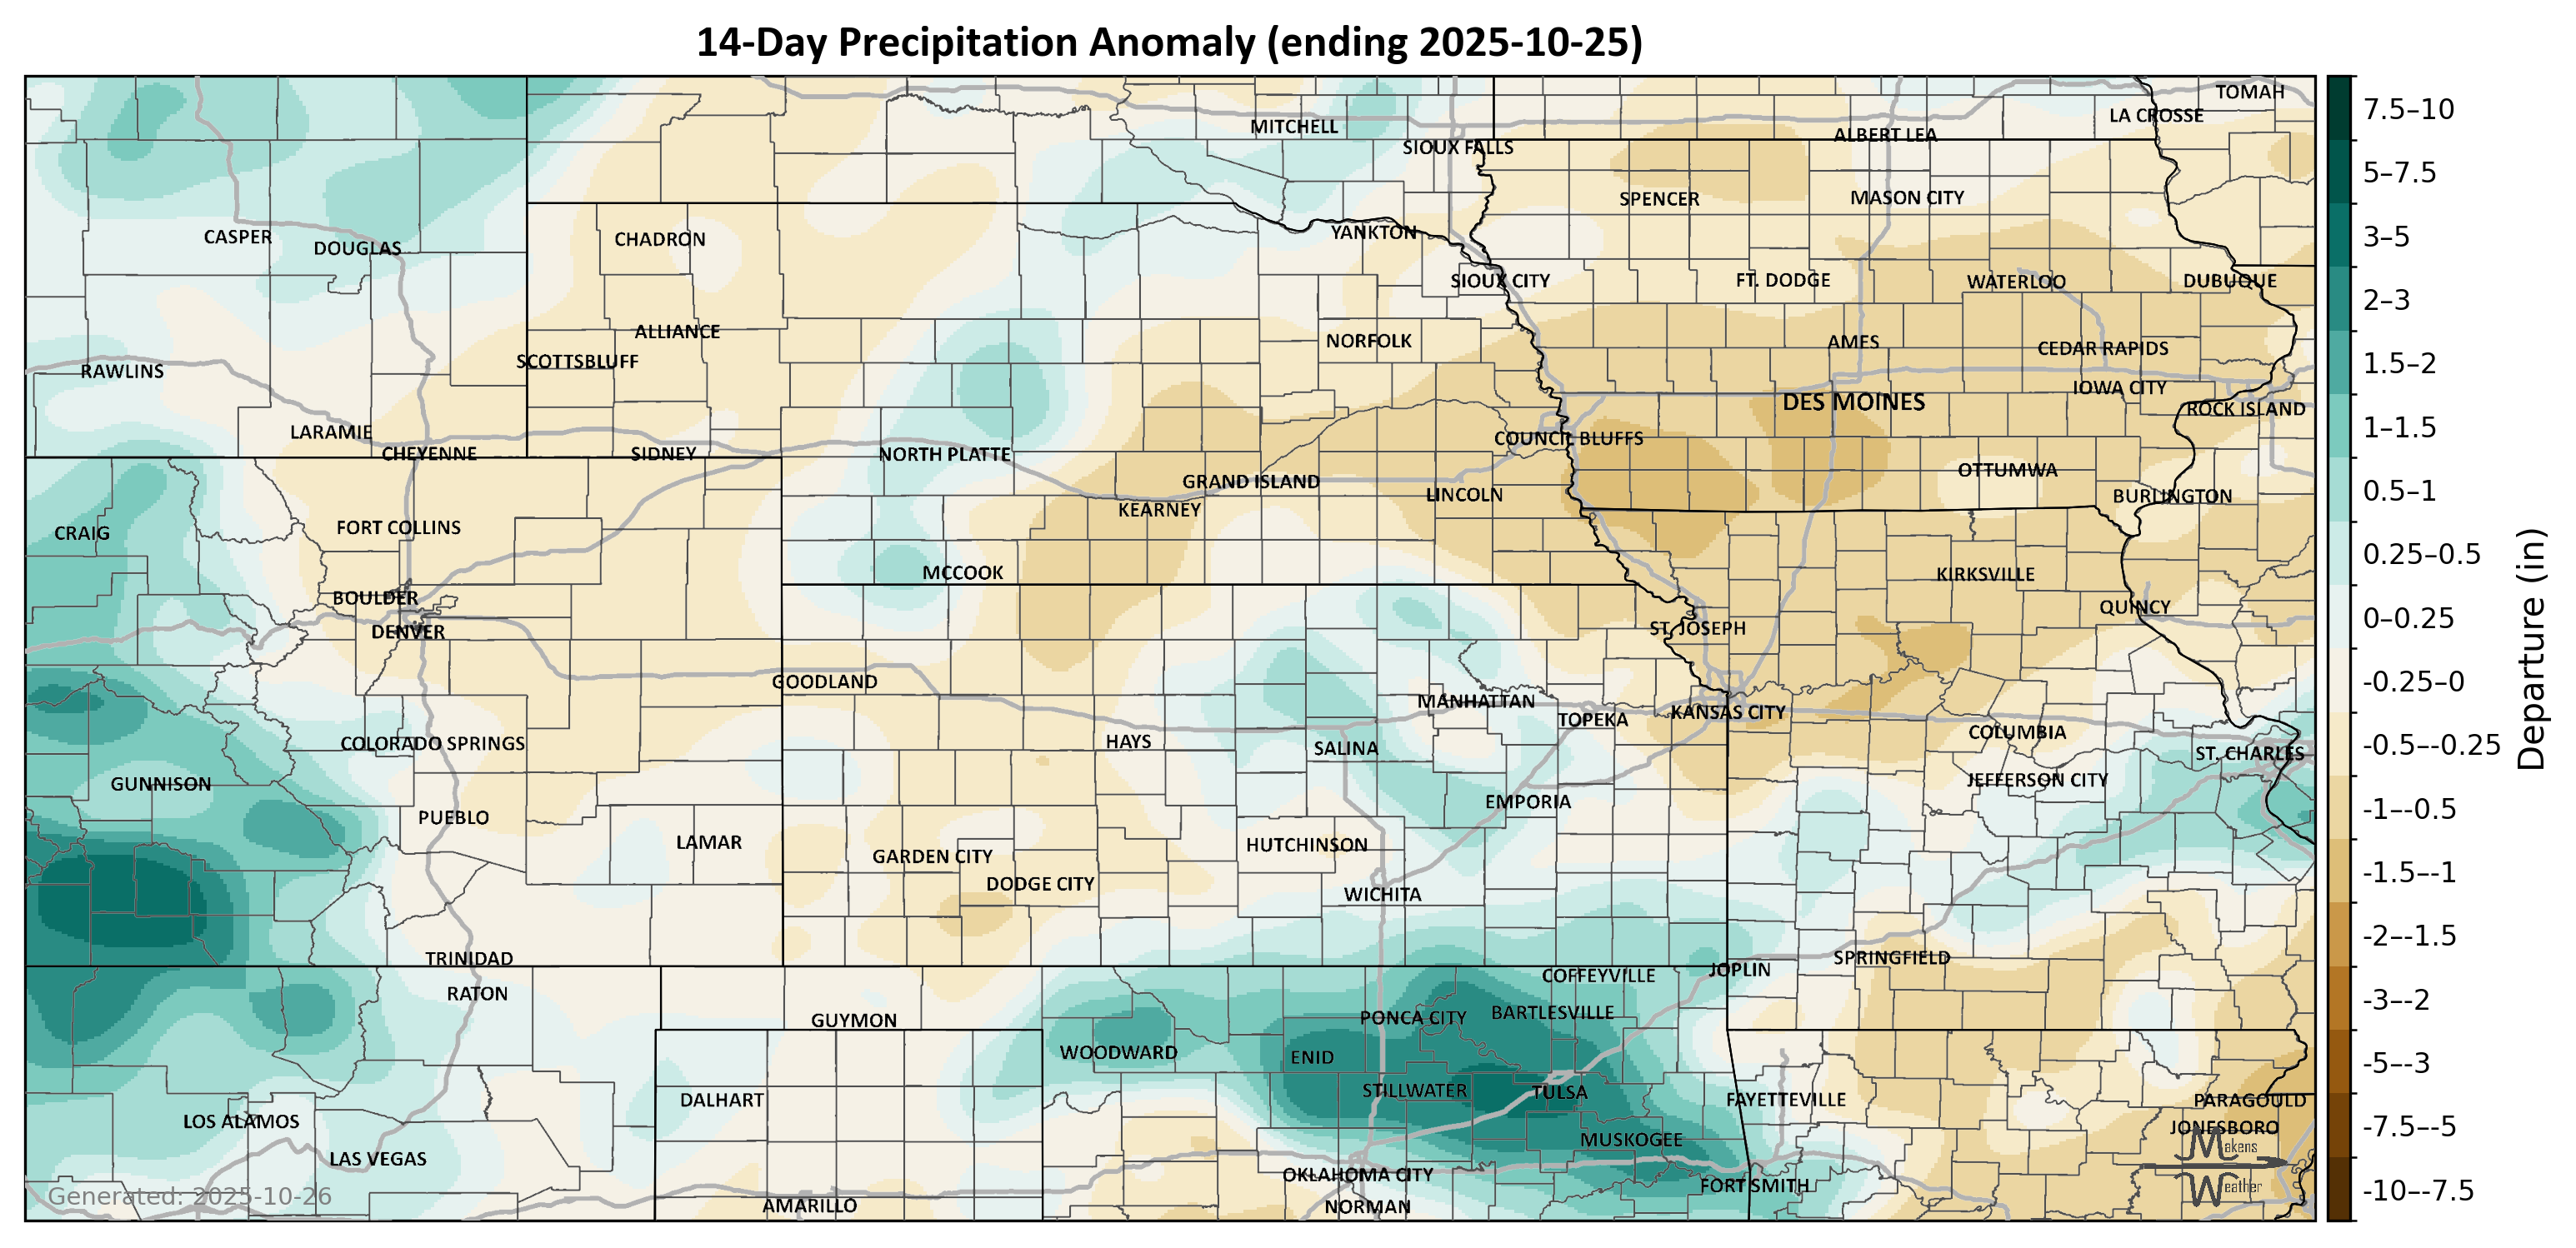 14-Day Precipitation Anomaly (ending 2025-10-25)
TOMAH
LA CROSSE
MITCHELL
ALBERT LEA
SIOUX FALLS
SPENCER
MASON CITY
CASPER
DOUGLAS
CHADRON
YANKTON
SIOUX CITY
FT. DODGE
WATERLOO
DUBUQUE
ALLIANCE
NORFOLK
AMES
CEDAR RAPIDS
SCOTTSBLUFF
RAWLINS
IOWA CITY
DES MOINES
ROCK ISLAND
LARAMIE
COUNCIL BLUFFS
CHEYENNE
SIDNEY
NORTH PLATTE
OTTUMWA
GRAND ISLAND
LINCOLN
BURLINGTON
KEARNEY
CRAIG
FORT COLLINS
MCCOOK
KIRKSVILLE
BOULDER
QUINCY
DENVER
ST. JOSEPH
GOODLAND
MANHATTAN
KANSAS CITY
TOPEKA
COLUMBIA
COLORADO SPRINGS
HAYS
SALINA
ST. CHARLES
GUNNISON
JEFFERSON CITY
EMPORIA
PUEBLO
LAMAR
HUTCHINSON
GARDEN CITY
DODGE CITY
WICHITA
TRINIDAD
SPRINGFIELD
JOPLIN
COFFEYVILLE
RATON
BARTLESVILLE
PONCA CITY
GUYMON
WOODWARD
ENID
STILLWATER
TULSA
DALHART
FAYETTEVILLE
PARAGOULD
LOS ALAMOS
JONESBORO
MUSKOGEE
LAS VEGAS
OKLAHOMA CITY
FORT SMITH
AMARILLO
NORMAN
Makens
Weather
Generated: 2025-10-26
7.5–10
5–7.5
3–5
2–3
1.5–2
1–1.5
0.5–1
0.25–0.5
0–0.25
-0.25–0
-0.5–-0.25
-1–-0.5
-1.5–-1
-2–-1.5
-3–-2
-5–-3
-7.5–-5
-10–-7.5
Departure (in)